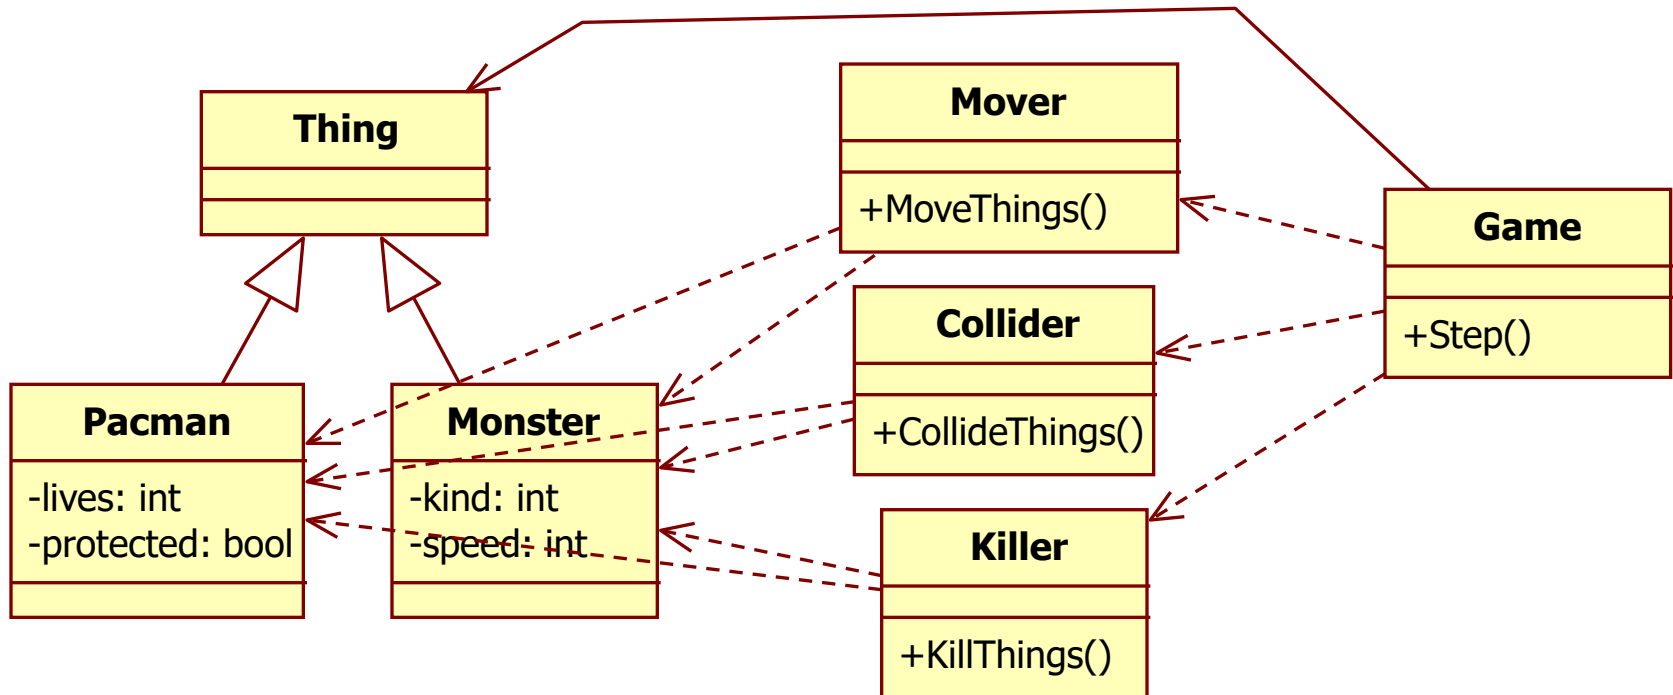 Thing
Pacman
-lives: int
-protected: bool
Monster
-kind: int
-speed: int
Mover
+MoveThings()
Collider
+CollideThings()
Killer
+KillThings()
Game
+Step()